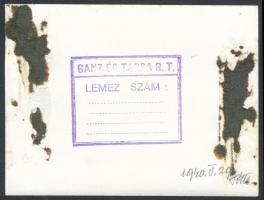 GANZ ÉS TÁRSA R. T.
LEMEZ SZÁM :
1940. V. 29